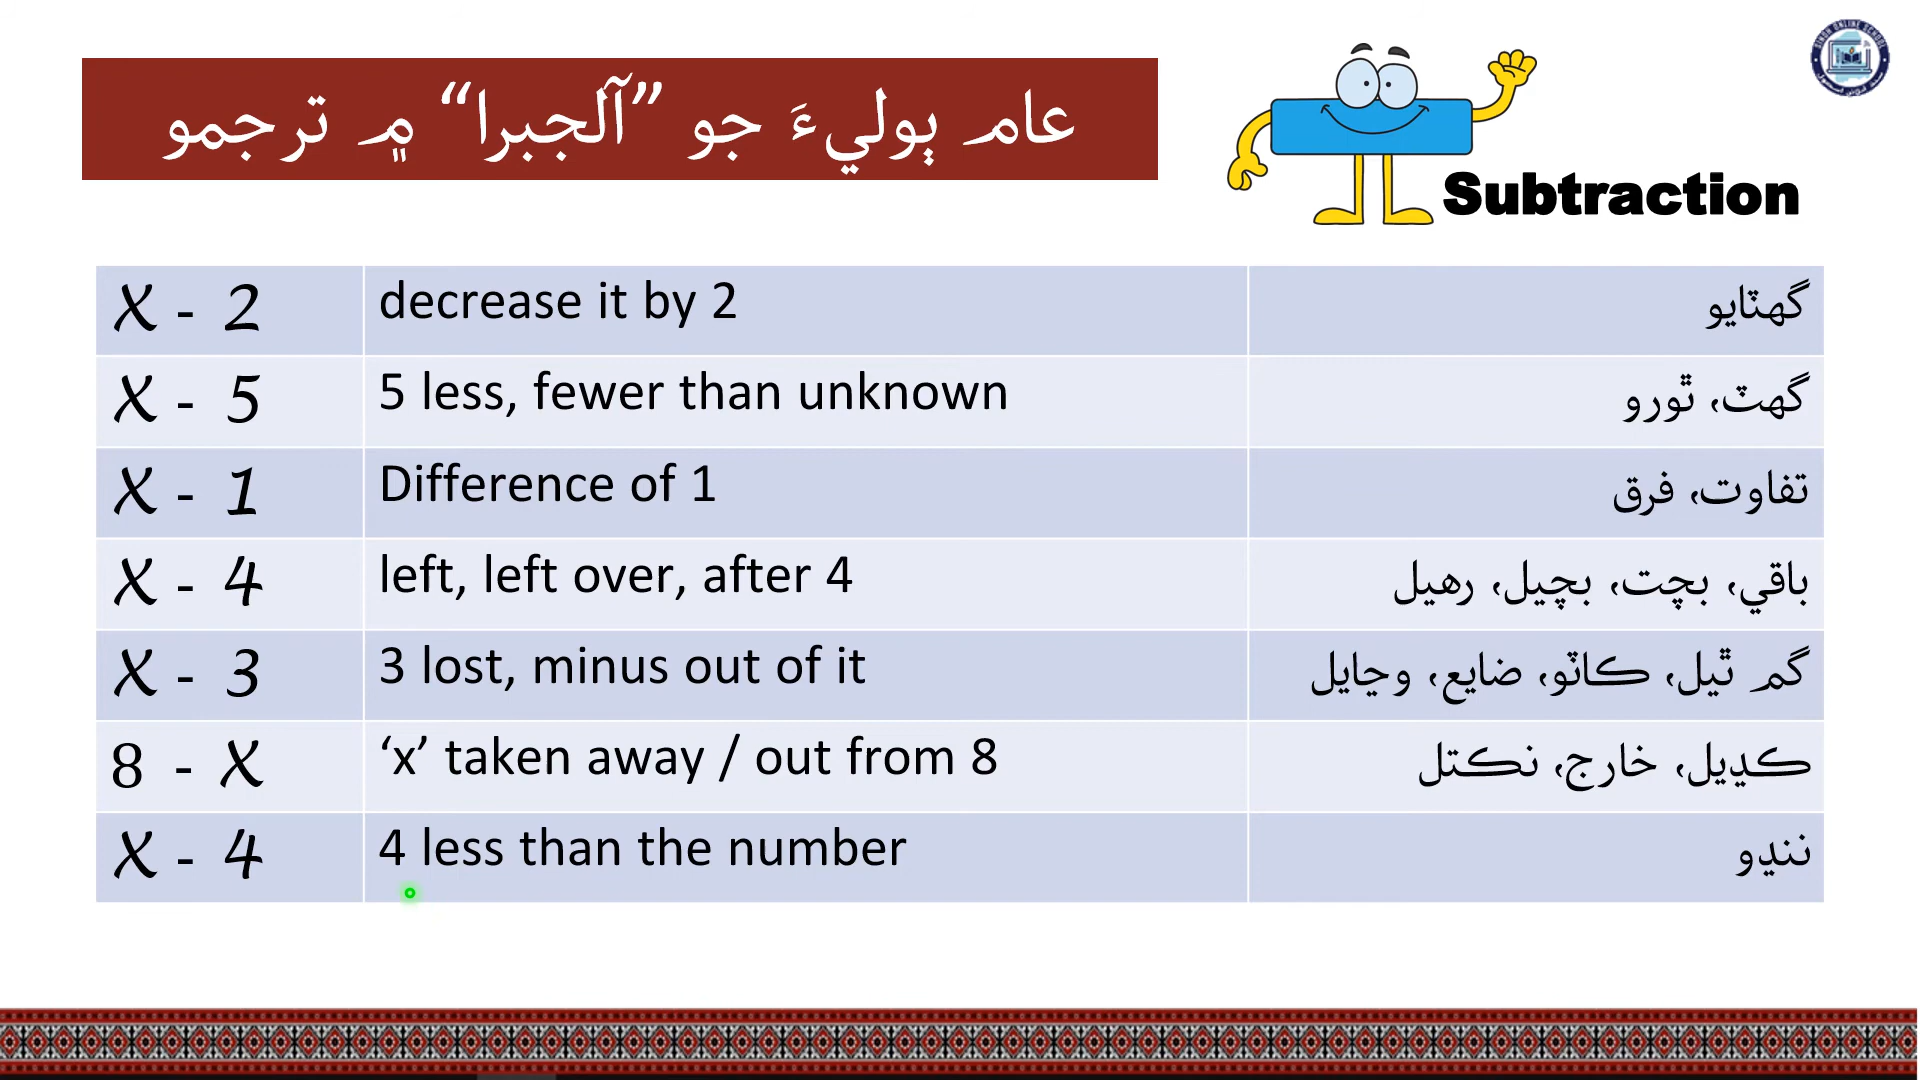 عام ٻوليءَ جو ”آلجبرا“ ۾ ترجمو
Subtraction
X - 2 decrease it by 2 گهٽايو
X - 5 5 less, fewer than unknown گهٽ، ٿورو
X - 1 Difference of 1 تفاوت، فرق
X - 4 left, left over, after 4 باقي، بچت، بچيل، رهيل
X - 3 3 lost, minus out of it گم ٿيل، ڪاٽو، ضايع، وڃايل
8 - X ‘x’ taken away / out from 8 ڪڍيل، خارج، نڪتل
X - 4 4 less than the number ننڍو